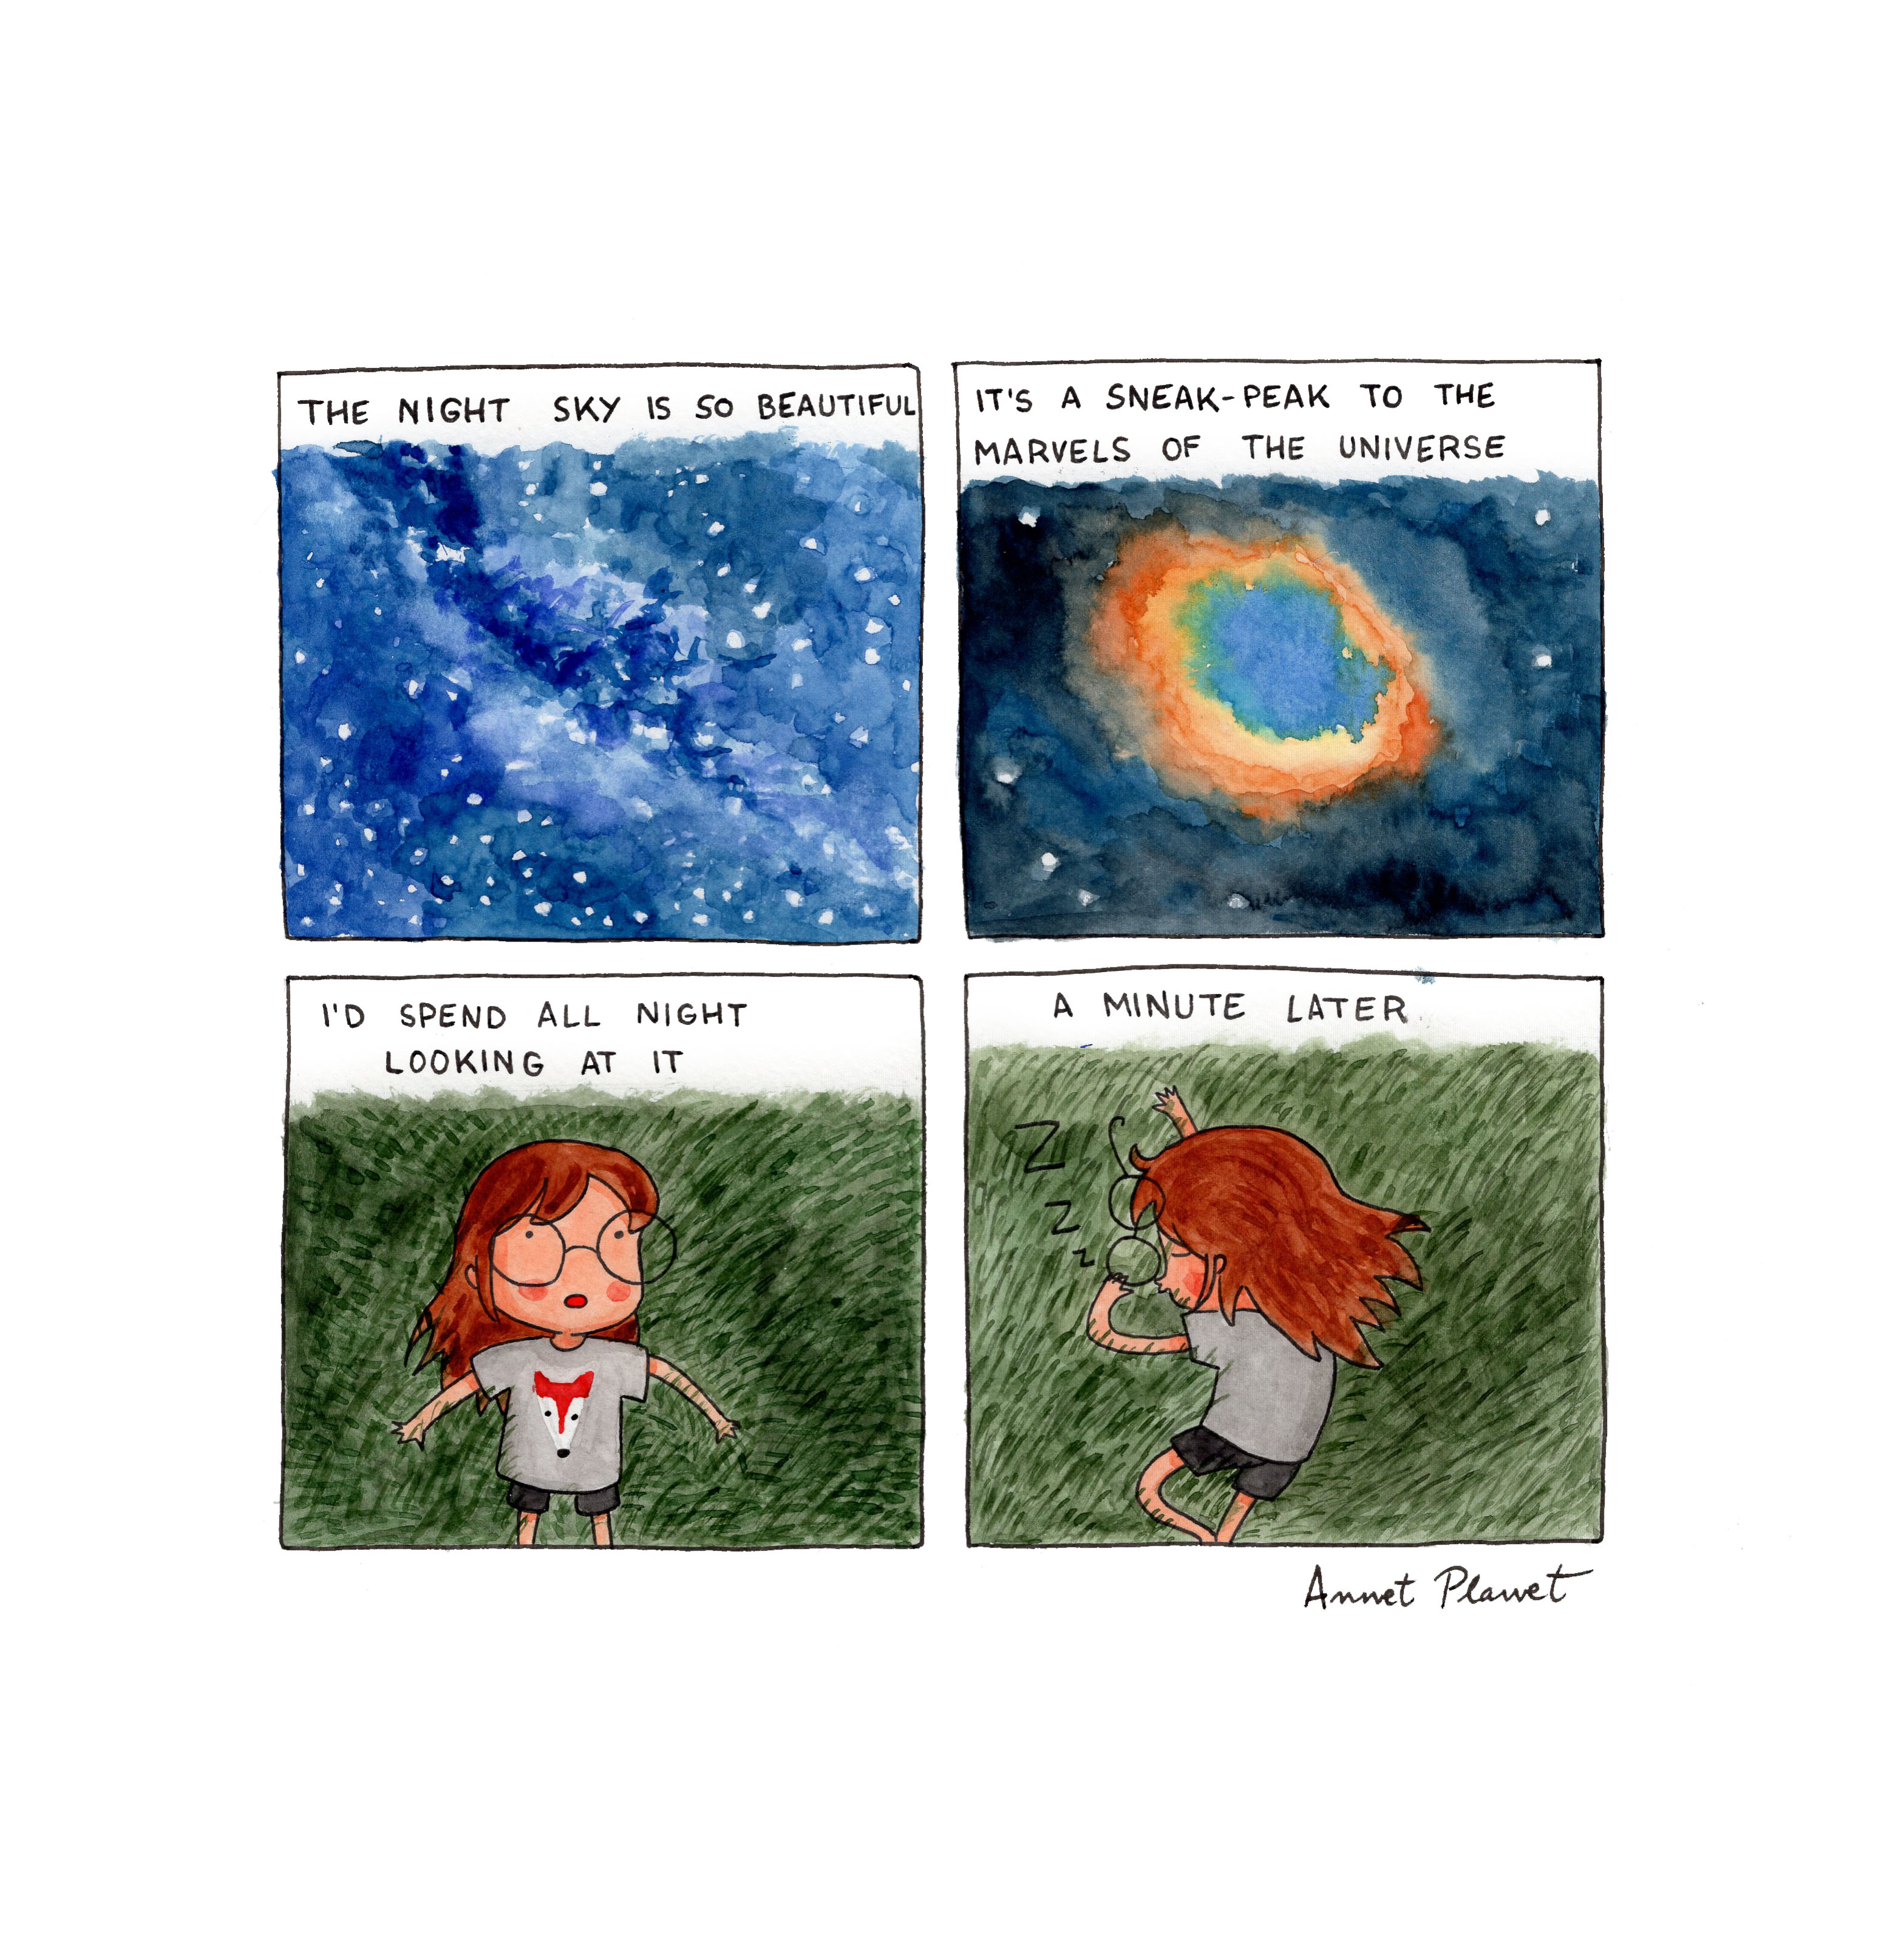 THE NIGHT SKY IS SO BEAUTIFUL
IT'S A SNEAK-PEAK TO THE
MARVELS OF THE UNIVERSE
I'D SPEND ALL NIGHT
LOOKING AT IT
A MINUTE LATER
Z
Z
Z
Annet Planet